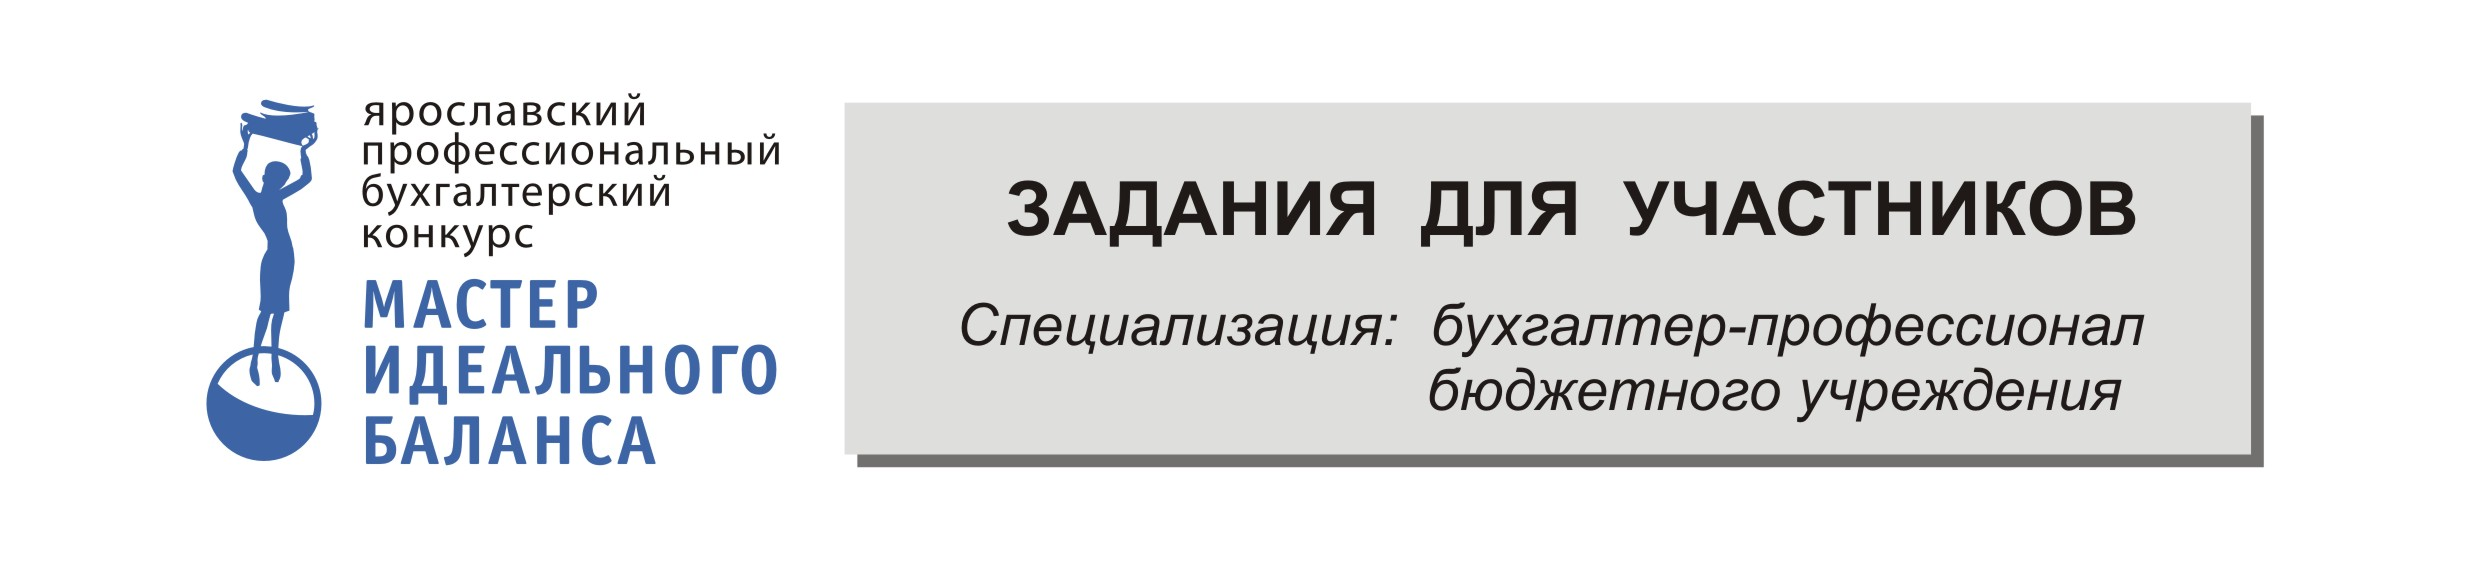 ярославский
профессиональный
бухгалтерский
конкурс
МАСТЕР
ИДЕАЛЬНОГО
БАЛАНСА
ЗАДАНИЯ ДЛЯ УЧАСТНИКОВ
Специализация: бухгалтер-профессионал
бюджетного учреждения